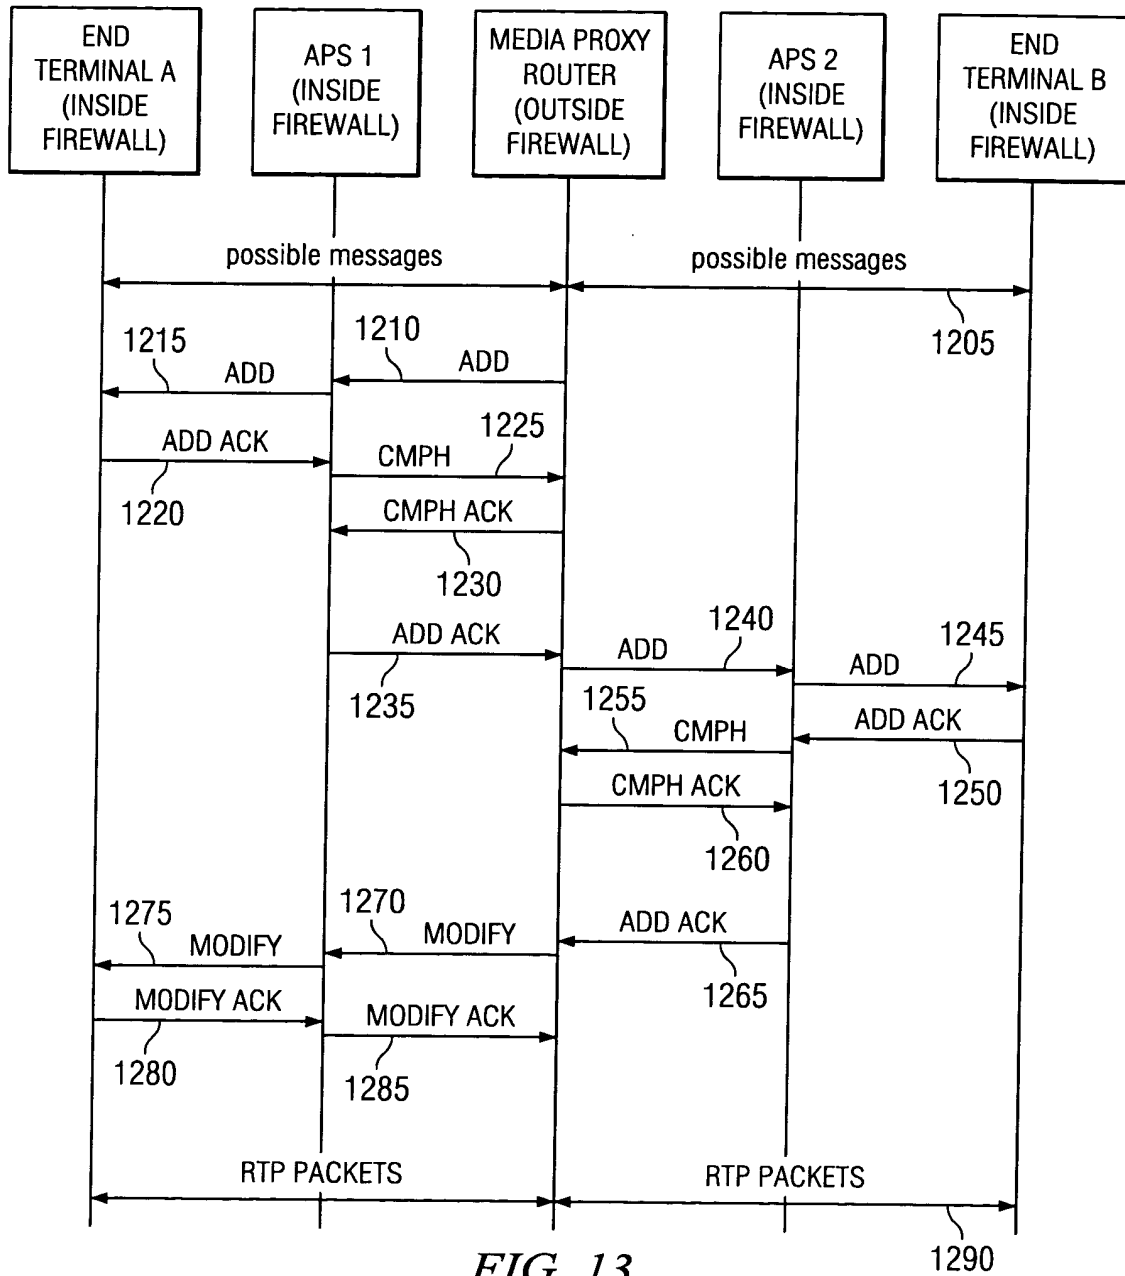 END
TERMINAL A
(INSIDE
FIREWALL)
APS 1
(INSIDE
FIREWALL)
MEDIA PROXY
ROUTER
(OUTSIDE
FIREWALL)
APS 2
(INSIDE
FIREWALL)
END
TERMINAL B
(INSIDE
FIREWALL)
possible messages
possible messages
1205
1215
ADD
1210
ADD
ADD ACK
1220
CMPH
1225
CMPH ACK
1230
ADD ACK
1235
ADD
1240
ADD
1245
1255
CMPH
ADD ACK
1250
CMPH ACK
1260
1275
MODIFY
1270
MODIFY
ADD ACK
1265
MODIFY ACK
1280
MODIFY ACK
1285
RTP PACKETS
RTP PACKETS
1290
FIG. 13